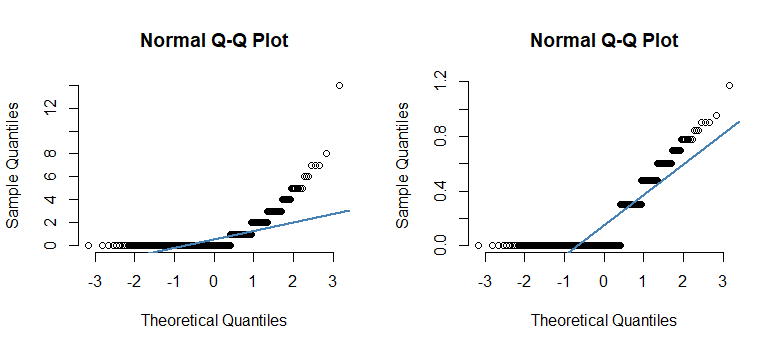 Normal Q-Q Plot
Sample Quantiles
0 2 4 6 8 12
-3 -2 -1 0 1 2 3
Theoretical Quantiles
Normal Q-Q Plot
Sample Quantiles
0.0 0.4 0.8 1.2
-3 -2 -1 0 1 2 3
Theoretical Quantiles